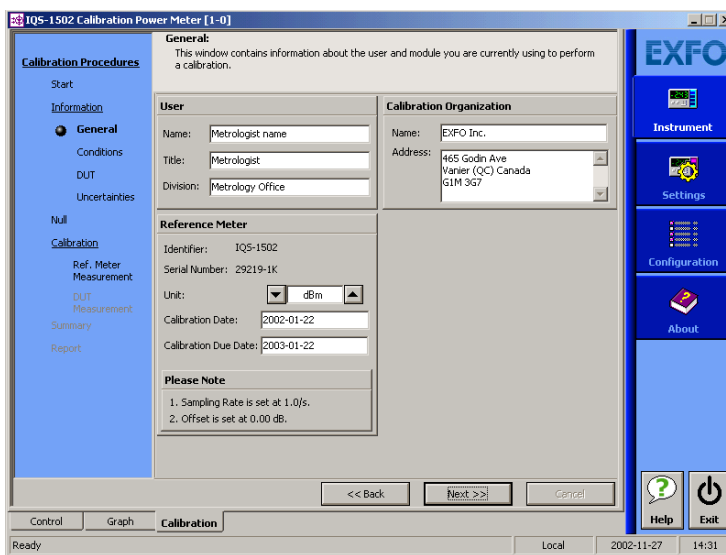 IQS-1502 Calibration Power Meter [1-0]
Calibration Procedures
Start
Information
General
Conditions
DUT
Uncertainties
Null
Calibration
Ref. Meter
Measurement
DUT
Measurement
Summary
Report
General:
This window contains information about the user and module you are currently using to perform
a calibration.
User
Name: Metrologist name
Title: Metrologist
Division: Metrology Office
Calibration Organization
Name: EXFO Inc.
Address: 465 Godin Ave
Vanier (QC) Canada
G1M 3G7
Reference Meter
Identifier: IQS-1502
Serial Number: 29219-1K
Unit: dBm
Calibration Date: 2002-01-22
Calibration Due Date: 2003-01-22
Please Note
1. Sampling Rate is set at 1.0/s.
2. Offset is set at 0.00 dB.
<< Back
Next >>
Cancel
EXFO
Instrument
Settings
Configuration
About
Help
Exit
Control
Graph
Calibration
Ready
Local
2002-11-27
14:31